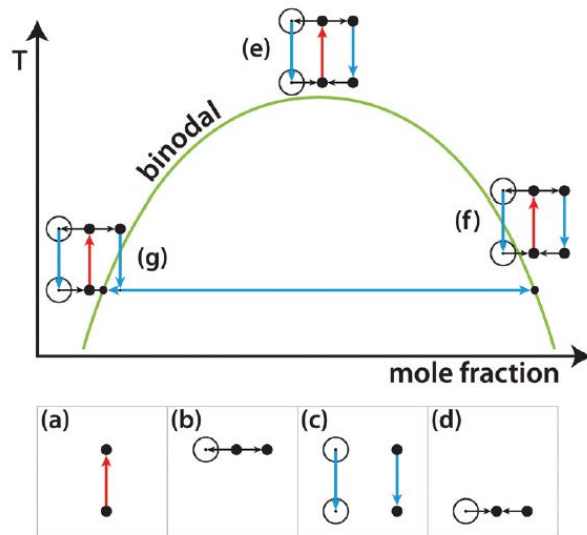 (e)
T
binodal
(f)
(g)
mole fraction
(a)
(b)
(c)
(d)